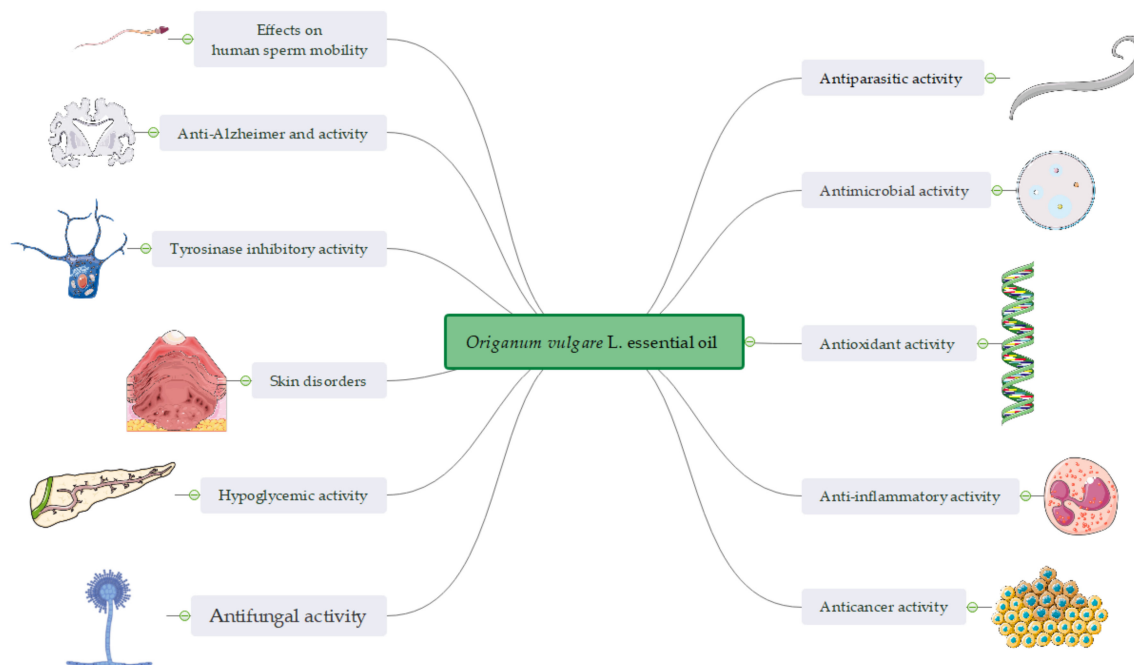 Effects on
human sperm mobility
Anti-Alzheimer and activity
Tyrosinase inhibitory activity
Skin disorders
Hypoglycemic activity
Antifungal activity
Origanum vulgare L. essential oil
Antiparasitic activity
Antimicrobial activity
Antioxidant activity
Anti-inflammatory activity
Anticancer activity